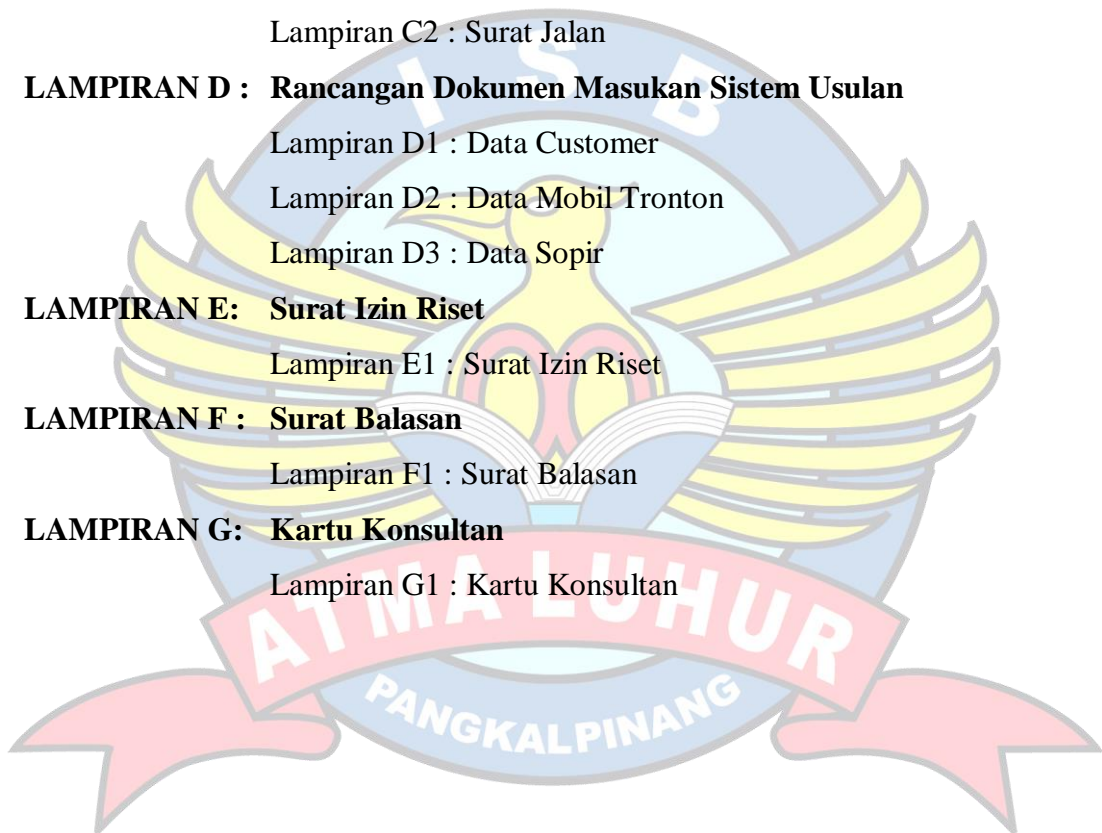 Lampiran C2 : Surat Jalan
LAMPIRAN D : Rancangan Dokumen Masukan Sistem Usulan
Lampiran D1 : Data Customer
Lampiran D2 : Data Mobil Tronton
Lampiran D3 : Data Sopir
LAMPIRAN E: Surat Izin Riset
Lampiran E1 : Surat Izin Riset
LAMPIRAN F : Surat Balasan
Lampiran F1 : Surat Balasan
LAMPIRAN G: Kartu Konsultan
Lampiran G1 : Kartu Konsultan
I S B
ATMA LUHUR
PANGKALPINANG